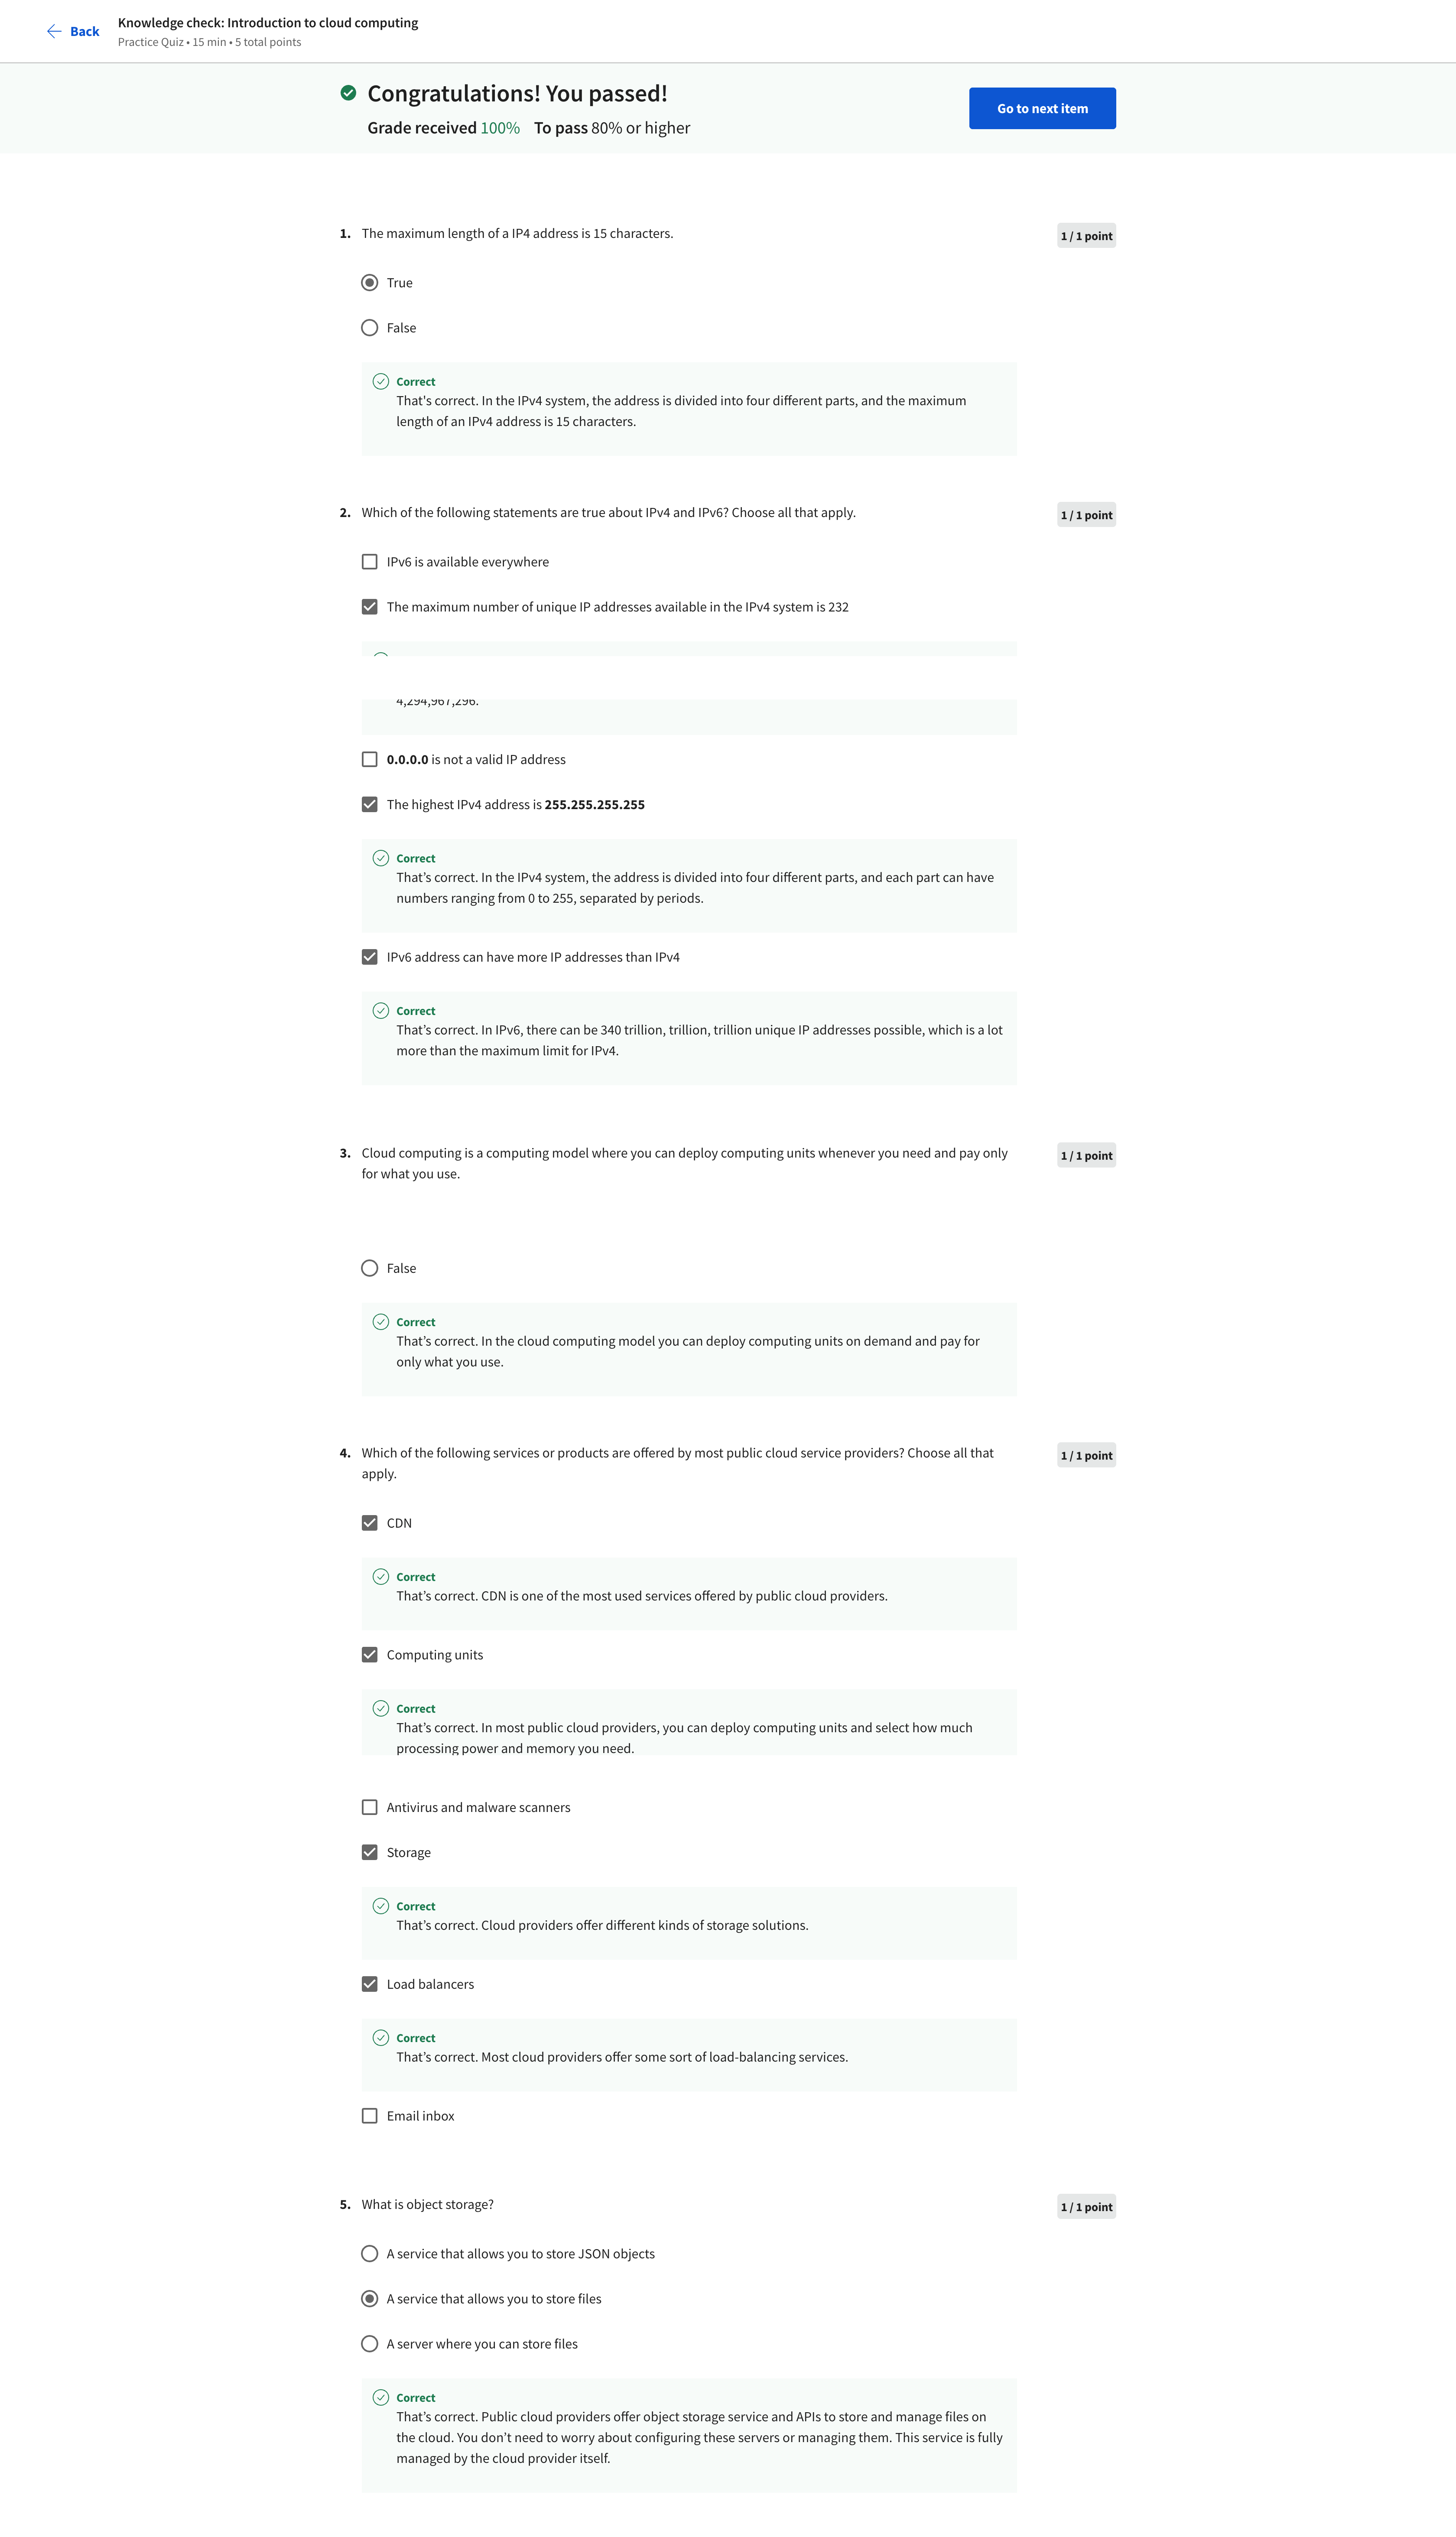 Back
Knowledge check: Introduction to cloud computing
Practice Quiz • 15 min • 5 total points
Congratulations! You passed!
Grade received 100% To pass 80% or higher
Go to next item
1. The maximum length of a IP4 address is 15 characters.
1 / 1 point
True
False
Correct
That's correct. In the IPv4 system, the address is divided into four different parts, and the maximum
length of an IPv4 address is 15 characters.
2. Which of the following statements are true about IPv4 and IPv6? Choose all that apply.
1 / 1 point
IPv6 is available everywhere
The maximum number of unique IP addresses available in the IPv4 system is 232
4,294,967,296.
0.0.0.0 is not a valid IP address
The highest IPv4 address is 255.255.255.255
Correct
That’s correct. In the IPv4 system, the address is divided into four different parts, and each part can have
numbers ranging from 0 to 255, separated by periods.
IPv6 address can have more IP addresses than IPv4
Correct
That’s correct. In IPv6, there can be 340 trillion, trillion, trillion unique IP addresses possible, which is a lot
more than the maximum limit for IPv4.
3. Cloud computing is a computing model where you can deploy computing units whenever you need and pay only
for what you use.
1 / 1 point
False
Correct
That’s correct. In the cloud computing model you can deploy computing units on demand and pay for
only what you use.
4. Which of the following services or products are offered by most public cloud service providers? Choose all that
apply.
1 / 1 point
CDN
Correct
That’s correct. CDN is one of the most used services offered by public cloud providers.
Computing units
Correct
That’s correct. In most public cloud providers, you can deploy computing units and select how much
processing power and memory you need.
Antivirus and malware scanners
Storage
Correct
That’s correct. Cloud providers offer different kinds of storage solutions.
Load balancers
Correct
That’s correct. Most cloud providers offer some sort of load-balancing services.
Email inbox
5. What is object storage?
1 / 1 point
A service that allows you to store JSON objects
A service that allows you to store files
A server where you can store files
Correct
That’s correct. Public cloud providers offer object storage service and APIs to store and manage files on
the cloud. You don’t need to worry about configuring these servers or managing them. This service is fully
managed by the cloud provider itself.